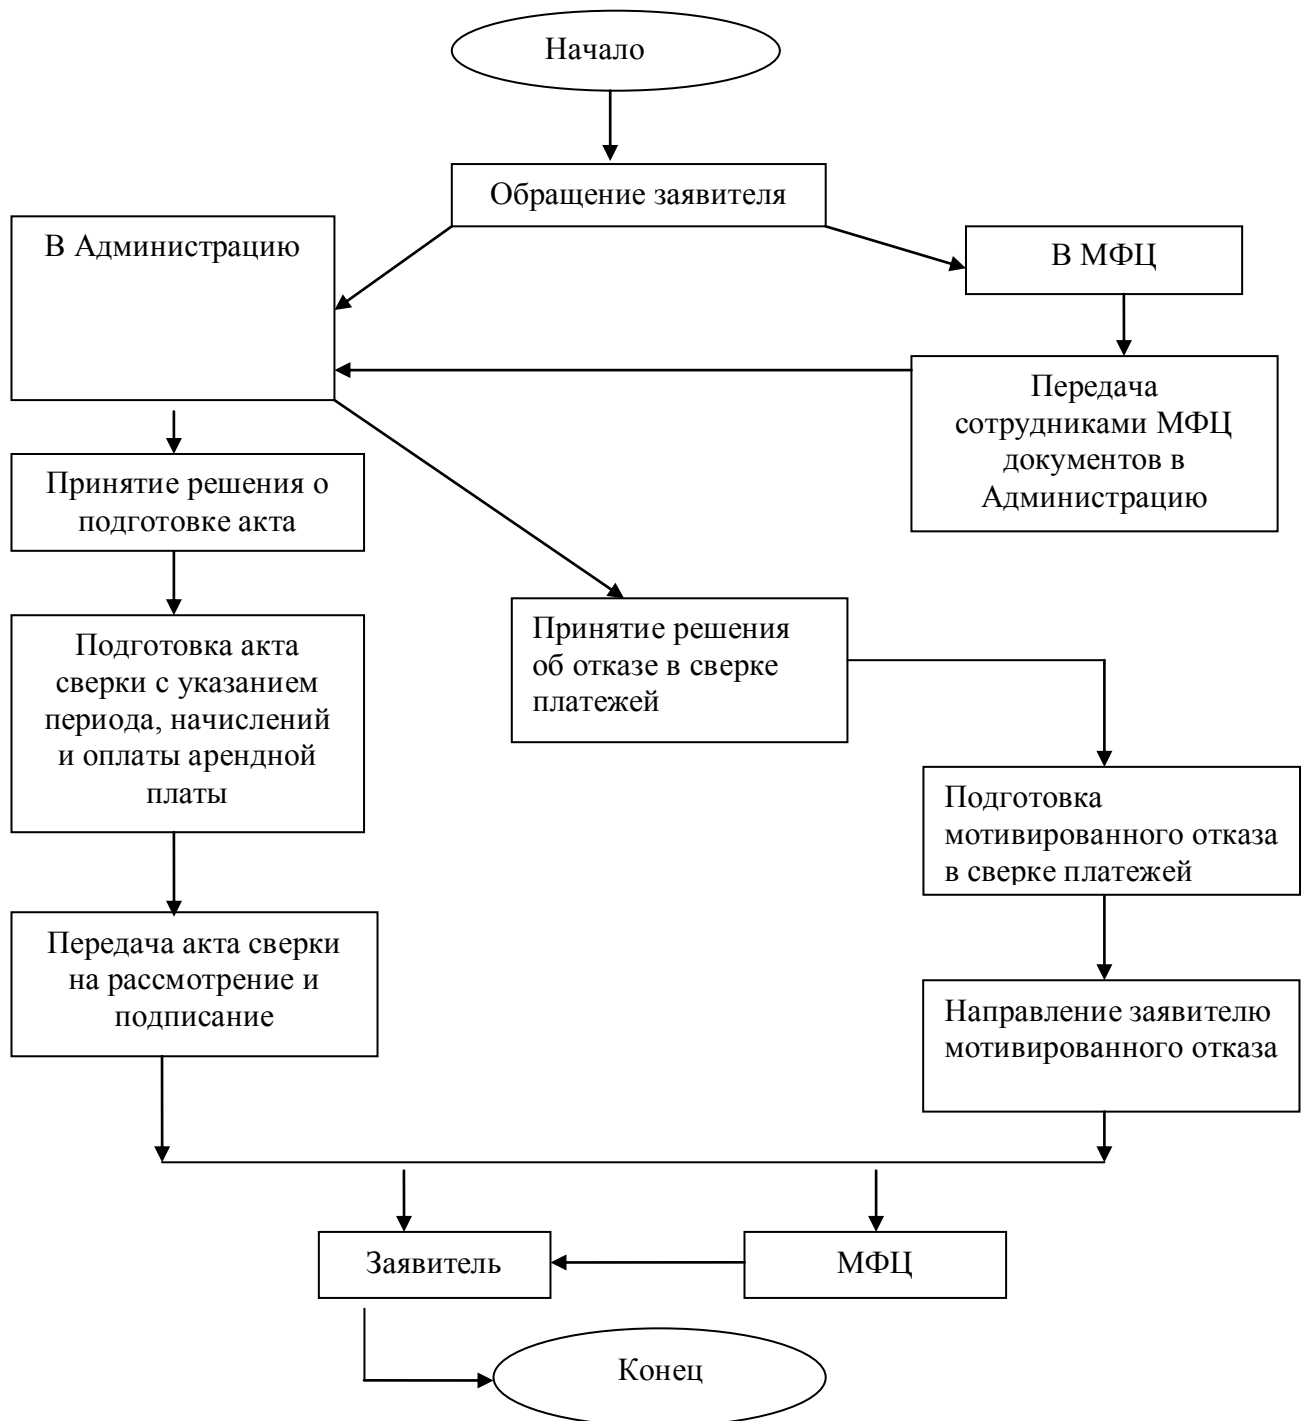 Начало
Обращение заявителя
В Администрацию
В МФЦ
Передача
сотрудниками МФЦ
документов в
Администрацию
Принятие решения о
подготовке акта
Подготовка акта
сверки с указанием
периода, начислений
и оплаты арендной
платы
Принятие решения
об отказе в сверке
платежей
Подготовка
мотивированного отказа
в сверке платежей
Передача акта сверки
на рассмотрение и
подписание
Направление заявителю
мотивированного отказа
Заявитель
МФЦ
Конец